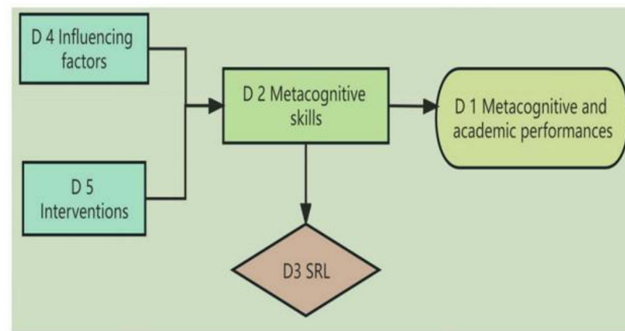 D 4 Influencing
factors
D 2 Metacognitive
skills
D 1 Metacognitive and
academic performances
D 5
Interventions
D3 SRL